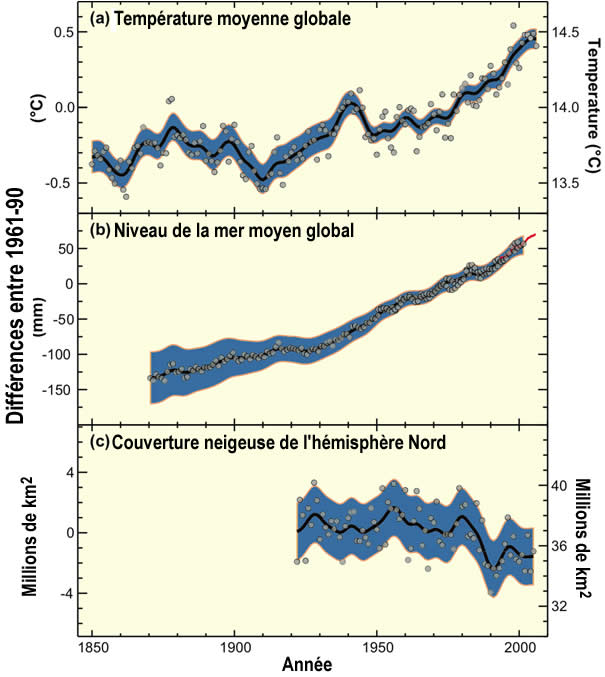 (a) Température moyenne globale
0.5
0.0
-0.5
(°C)
14.5
14.0
13.5
Temperature (°C)
Différences entre 1961-90
(b) Niveau de la mer moyen global
50
0
-50
-100
-150
(mm)
(c) Couverture neigeuse de l'hémisphère Nord
4
0
-4
Millions de km2
40
36
32
Millions de km2
1850 1900 1950 2000
Année